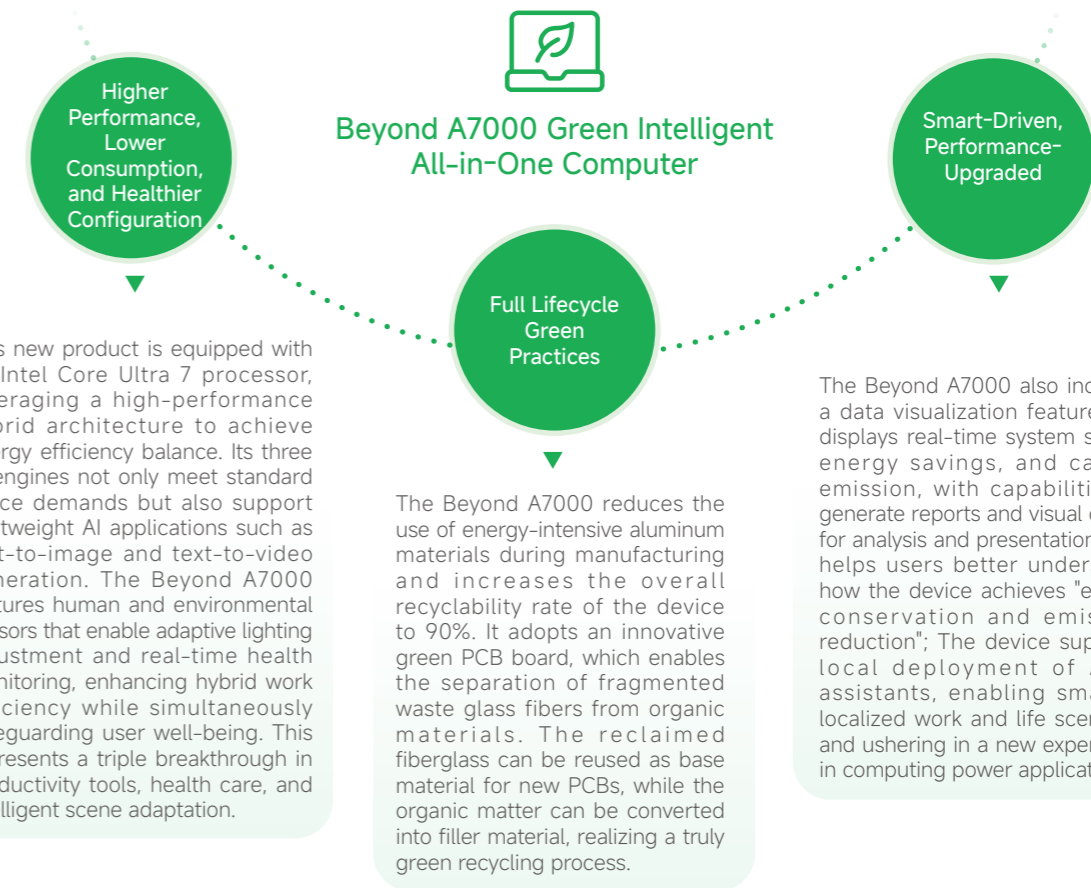 Higher
Performance,
Lower
Consumption,
and Healthier
Configuration
s new product is equipped with
Intel Core Ultra 7 processor,
eraging a high-performance
brid architecture to achieve
ergy efficiency balance. Its three
engines not only meet standard
ice demands but also support
htweight AI applications such as
t-to-image and text-to-video
neration. The Beyond A7000
tures human and environmental
sors that enable adaptive lighting
ustment and real-time health
nitoring, enhancing hybrid work
iciency while simultaneously
eguarding user well-being. This
resents a triple breakthrough in
ductivity tools, health care, and
lligent scene adaptation.
Beyond A7000 Green Intelligent
All-in-One Computer
Full Lifecycle
Green
Practices
The Beyond A7000 reduces the
use of energy-intensive aluminum
materials during manufacturing
and increases the overall
recyclability rate of the device
to 90%. It adopts an innovative
green PCB board, which enables
the separation of fragmented
waste glass fibers from organic
materials. The reclaimed
fiberglass can be reused as base
material for new PCBs, while the
organic matter can be converted
into filler material, realizing a truly
green recycling process.
Smart-Driven,
Performance-
Upgraded
The Beyond A7000 also inc
a data visualization feature
displays real-time system s
energy savings, and ca
emission, with capabiliti
generate reports and visual
for analysis and presentation
helps users better under
how the device achieves "e
conservation and emis
reduction"; The device sup
local deployment of
assistants, enabling sma
localized work and life scen
and ushering in a new exper
in computing power applicat